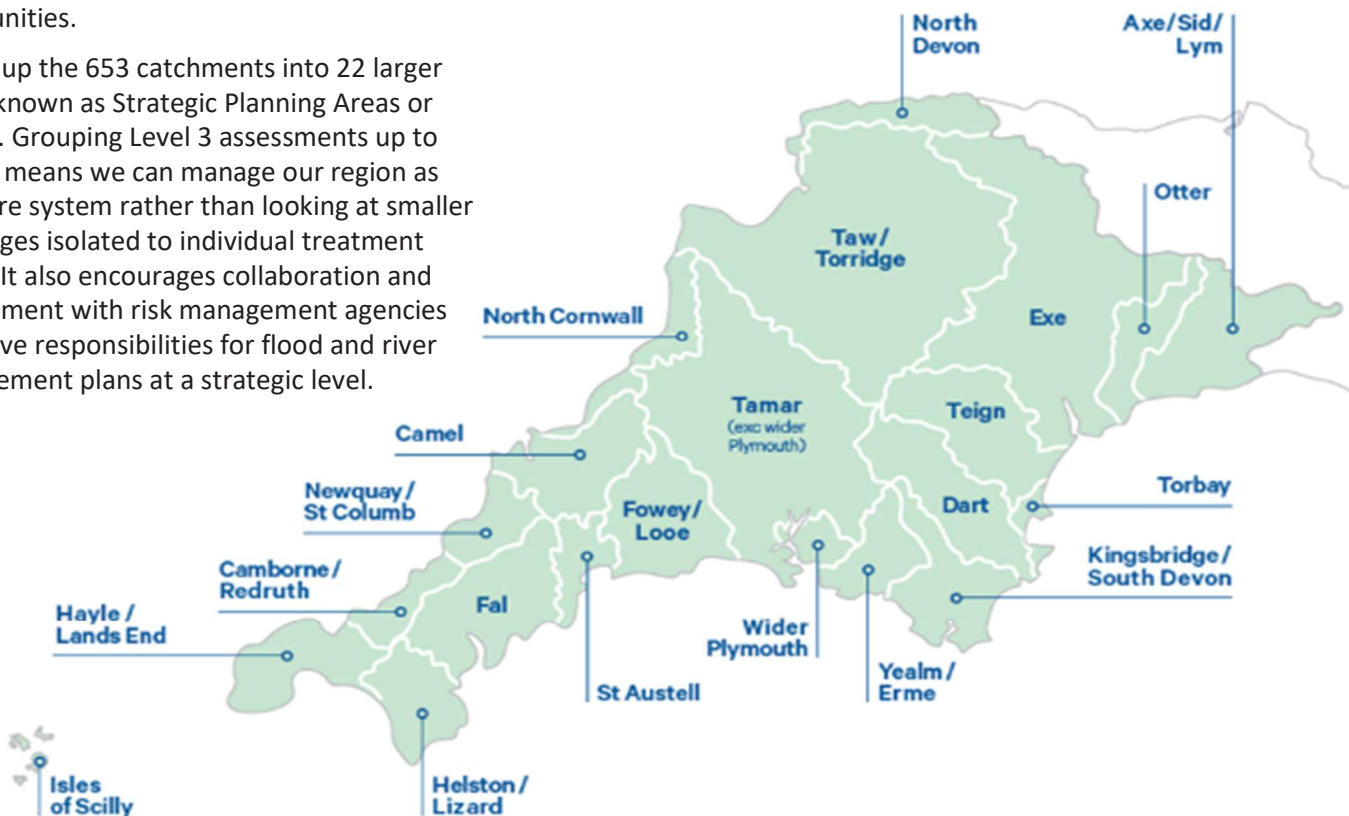 unities.
up the 653 catchments into 22 larger
known as Strategic Planning Areas or
. Grouping Level 3 assessments up to
means we can manage our region as
re system rather than looking at smaller
ges isolated to individual treatment
It also encourages collaboration and
ment with risk management agencies
ve responsibilities for flood and river
ement plans at a strategic level.
North
Devon
Axe/Sid/
Lym
Otter
Taw/
Torridge
North Cornwall
Exe
Tamar
(exc wider
Plymouth)
Teign
Camel
Torbay
Newquay/
St Columb
Fowey/
Looe
Dart
Kingsbridge/
South Devon
Camborne/
Redruth
Fal
Hayle /
Lands End
Wider
Plymouth
Yealm/
Erme
St Austell
Isles
of Scilly
Helston/
Lizard